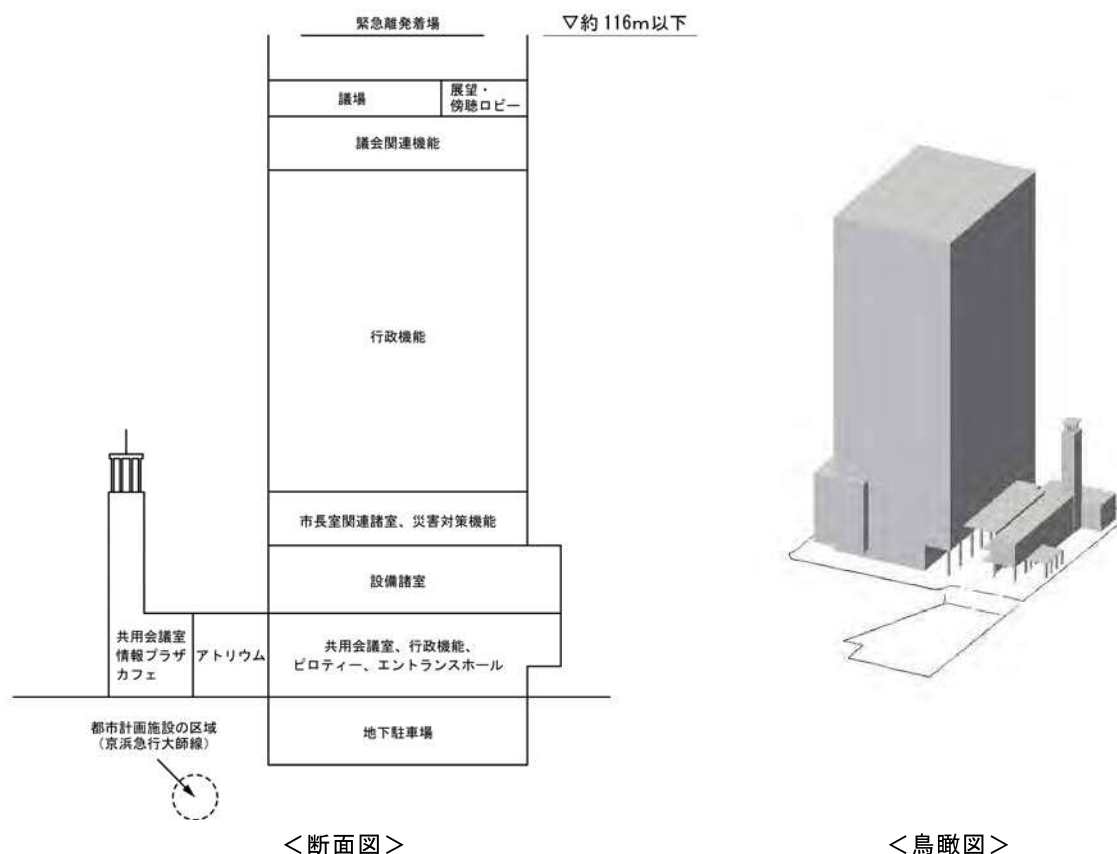 緊急離発着場
▽約116m以下
議場
展望・
傍聴ロビー
議会関連機能
行政機能
市長室関連諸室、災害対策機能
設備諸室
共用会議室
情報プラザ
カフェ
アトリウム
共用会議室、行政機能、
ピロティー、エントランスホール
都市計画施設の区域
（京浜急行大師線）
地下駐車場
＜断面図＞
＜鳥瞰図＞